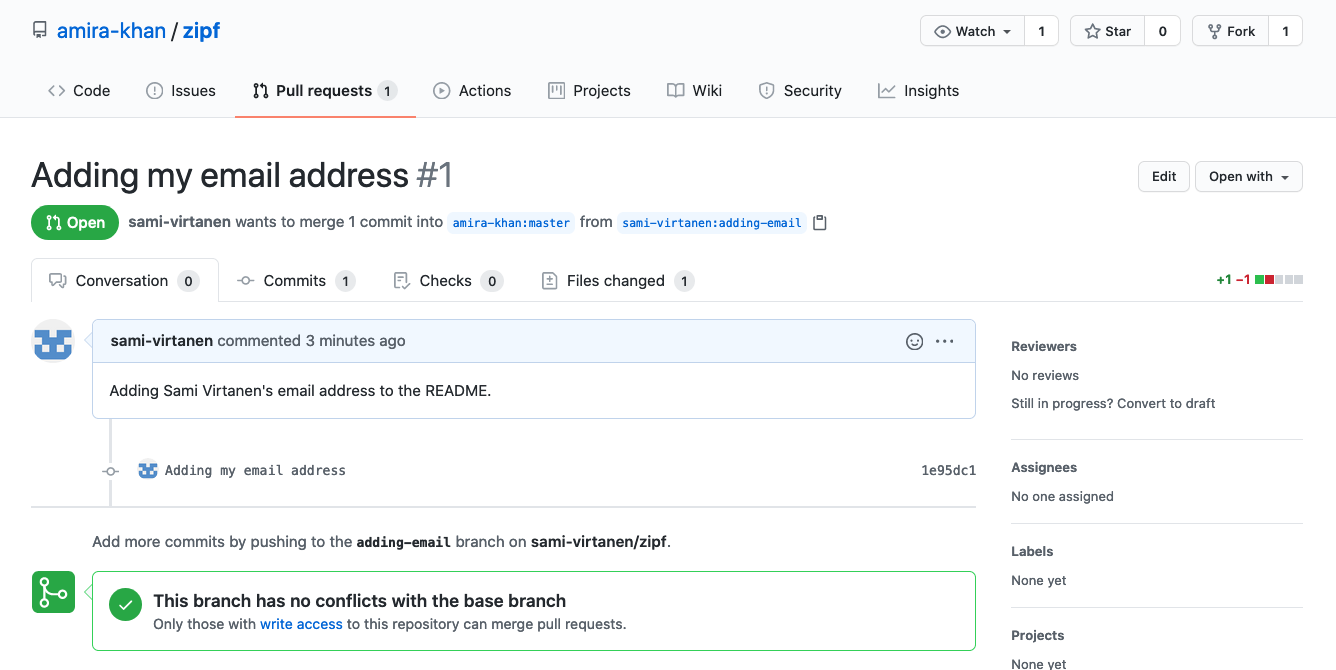 amira-khan / zipf
Watch 1 Star 0 Fork 1
Code Issues Pull requests 1 Actions Projects Wiki Security Insights
Adding my email address #1
Edit Open with
Open sami-virtanen wants to merge 1 commit into amira-khan:master from sami-virtanen:adding-email
Conversation 0 Commits 1 Checks 0 Files changed 1 +1 −1
sami-virtanen commented 3 minutes ago
Adding Sami Virtanen's email address to the README.
Adding my email address 1e95dc1
Add more commits by pushing to the adding-email branch on sami-virtanen/zipf.
This branch has no conflicts with the base branch
Only those with write access to this repository can merge pull requests.
Reviewers
No reviews
Still in progress? Convert to draft
Assignees
No one assigned
Labels
None yet
Projects
None yet